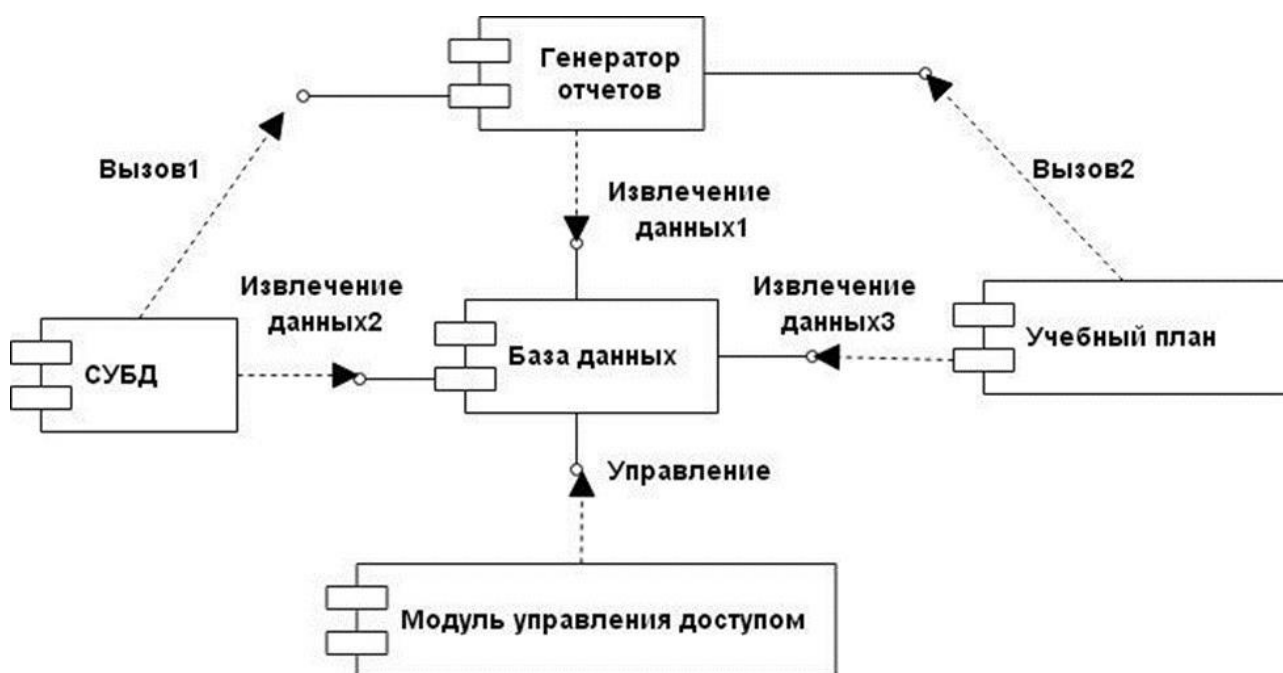 Генератор
отчетов
Вызов1
Вызов2
Извлечение
данных1
Извлечение
данных2
Извлечение
данных3
СУБД
База данных
Учебный план
Управление
Модуль управления доступом